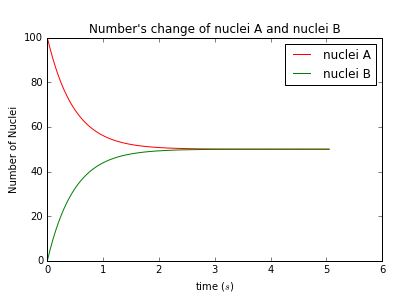 Number's change of nuclei A and nuclei B
100
80
60
40
20
0
Number of Nuclei
nuclei A
nuclei B
0 1 2 3 4 5 6
time (s)